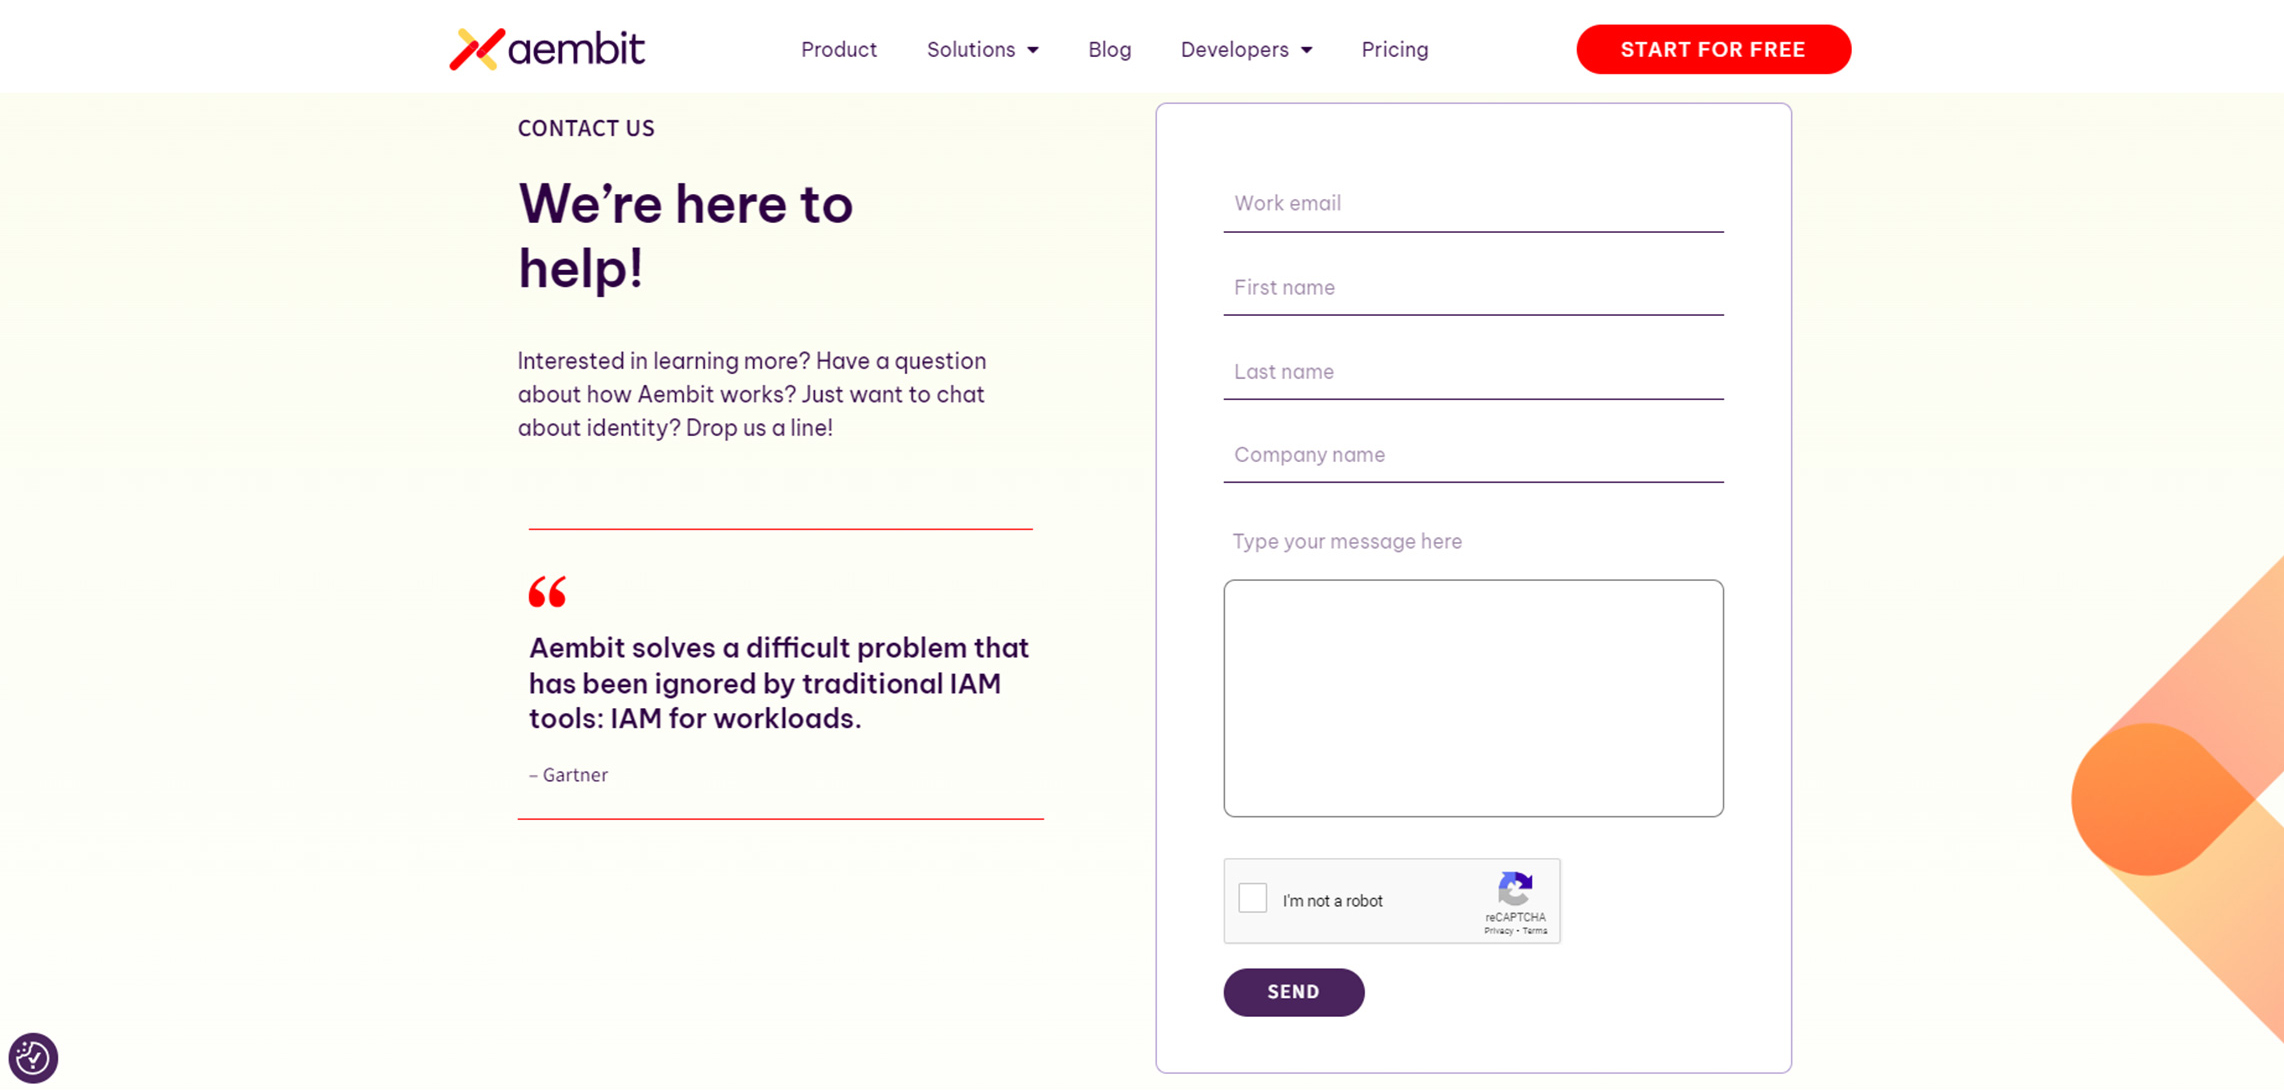 aembit
Product
Solutions
Blog
Developers
Pricing
START FOR FREE
CONTACT US
We’re here to
help!
Interested in learning more? Have a question
about how Aembit works? Just want to chat
about identity? Drop us a line!
“
Aembit solves a difficult problem that
has been ignored by traditional IAM
tools: IAM for workloads.
– Gartner
Work email
First name
Last name
Company name
Type your message here
I'm not a robot
reCAPTCHA
Privacy - Terms
SEND